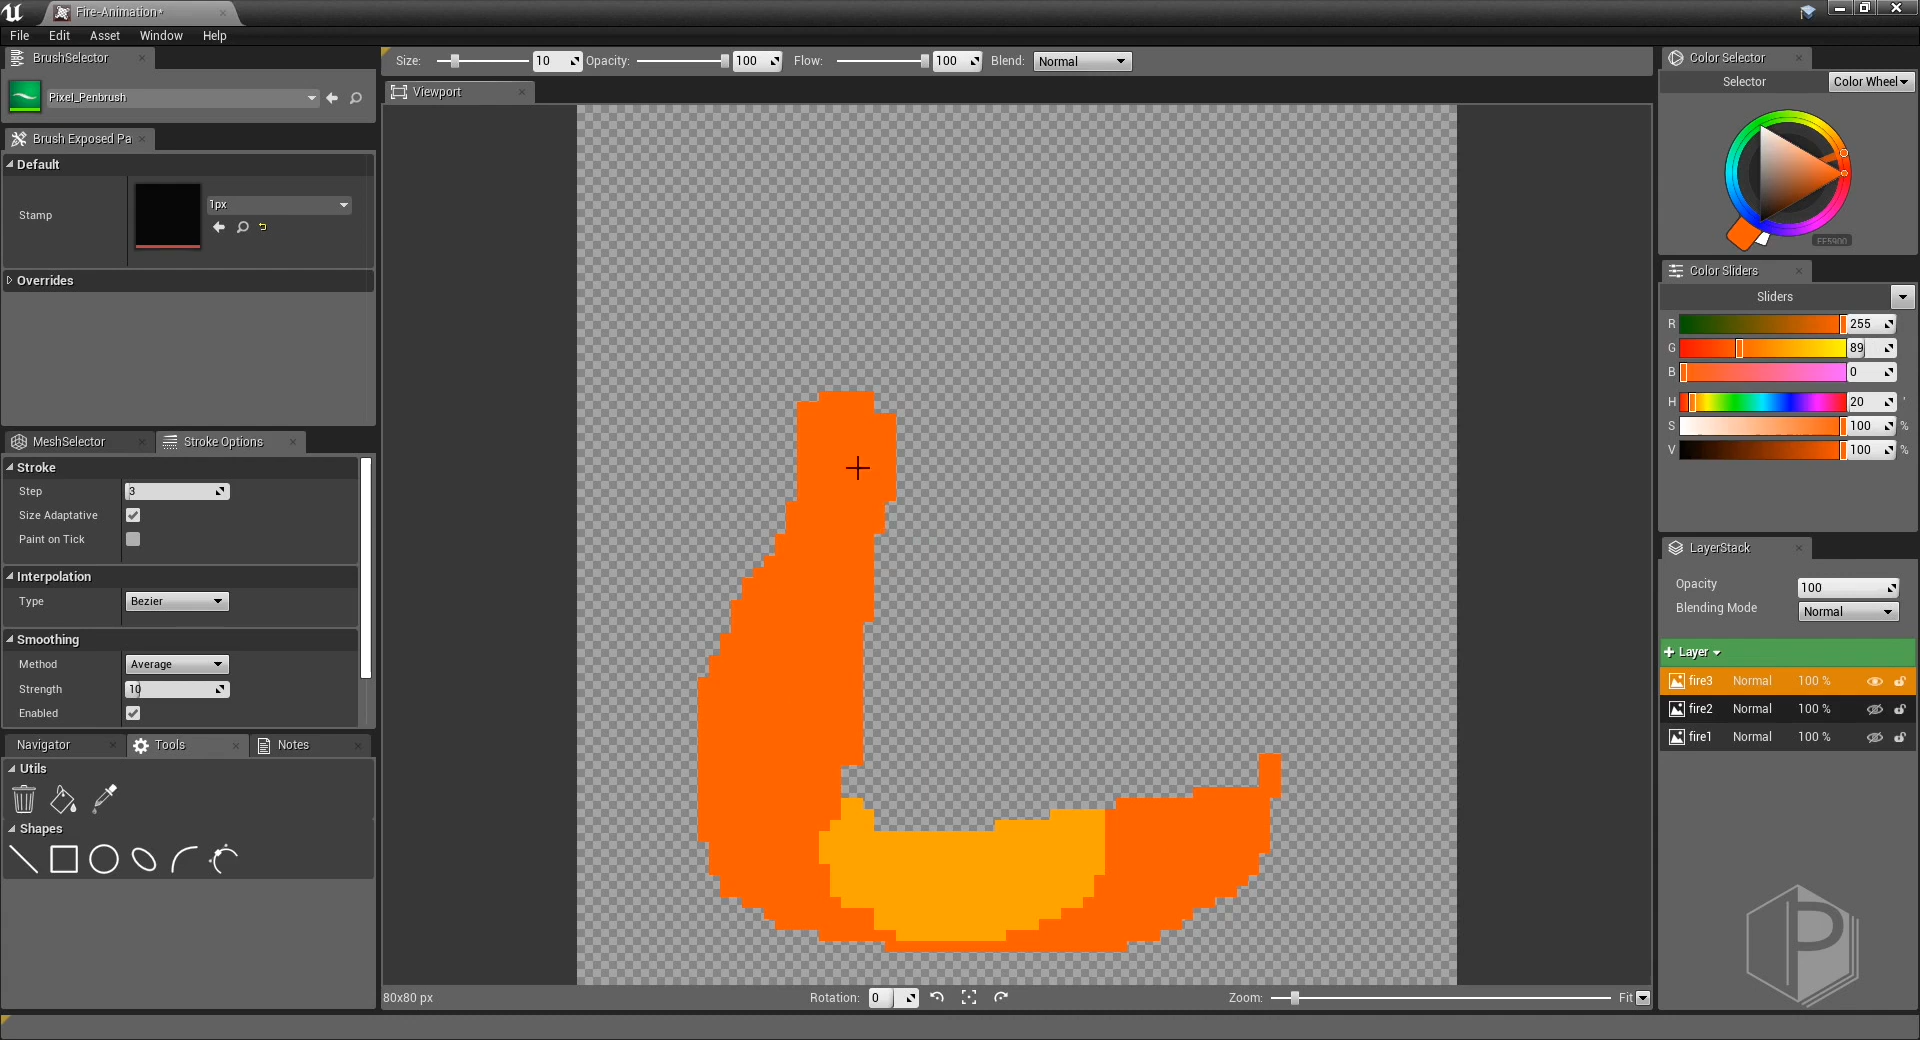 Fire-Animation*
File Edit Asset Window Help
BrushSelector
Pixel_Penbrush
Brush Exposed Pa
Default
Stamp
1px
Overrides
MeshSelector
Stroke Options
Stroke
Step 3
Size Adaptative
Paint on Tick
Interpolation
Type Bezier
Smoothing
Method Average
Strength 10
Enabled
Navigator
Tools
Notes
Utils
Shapes
Size: 10 Opacity: 100 Flow: 100 Blend: Normal
Viewport
80x80 px
Rotation: 0
Zoom:
Fit
Color Selector
Selector Color Wheel
FF5900
Color Sliders
Sliders
R 255
G 89
B 0
H 20 °
S 100 %
V 100 %
LayerStack
Opacity 100
Blending Mode Normal
+ Layer
fire3 Normal 100 %
fire2 Normal 100 %
fire1 Normal 100 %
P